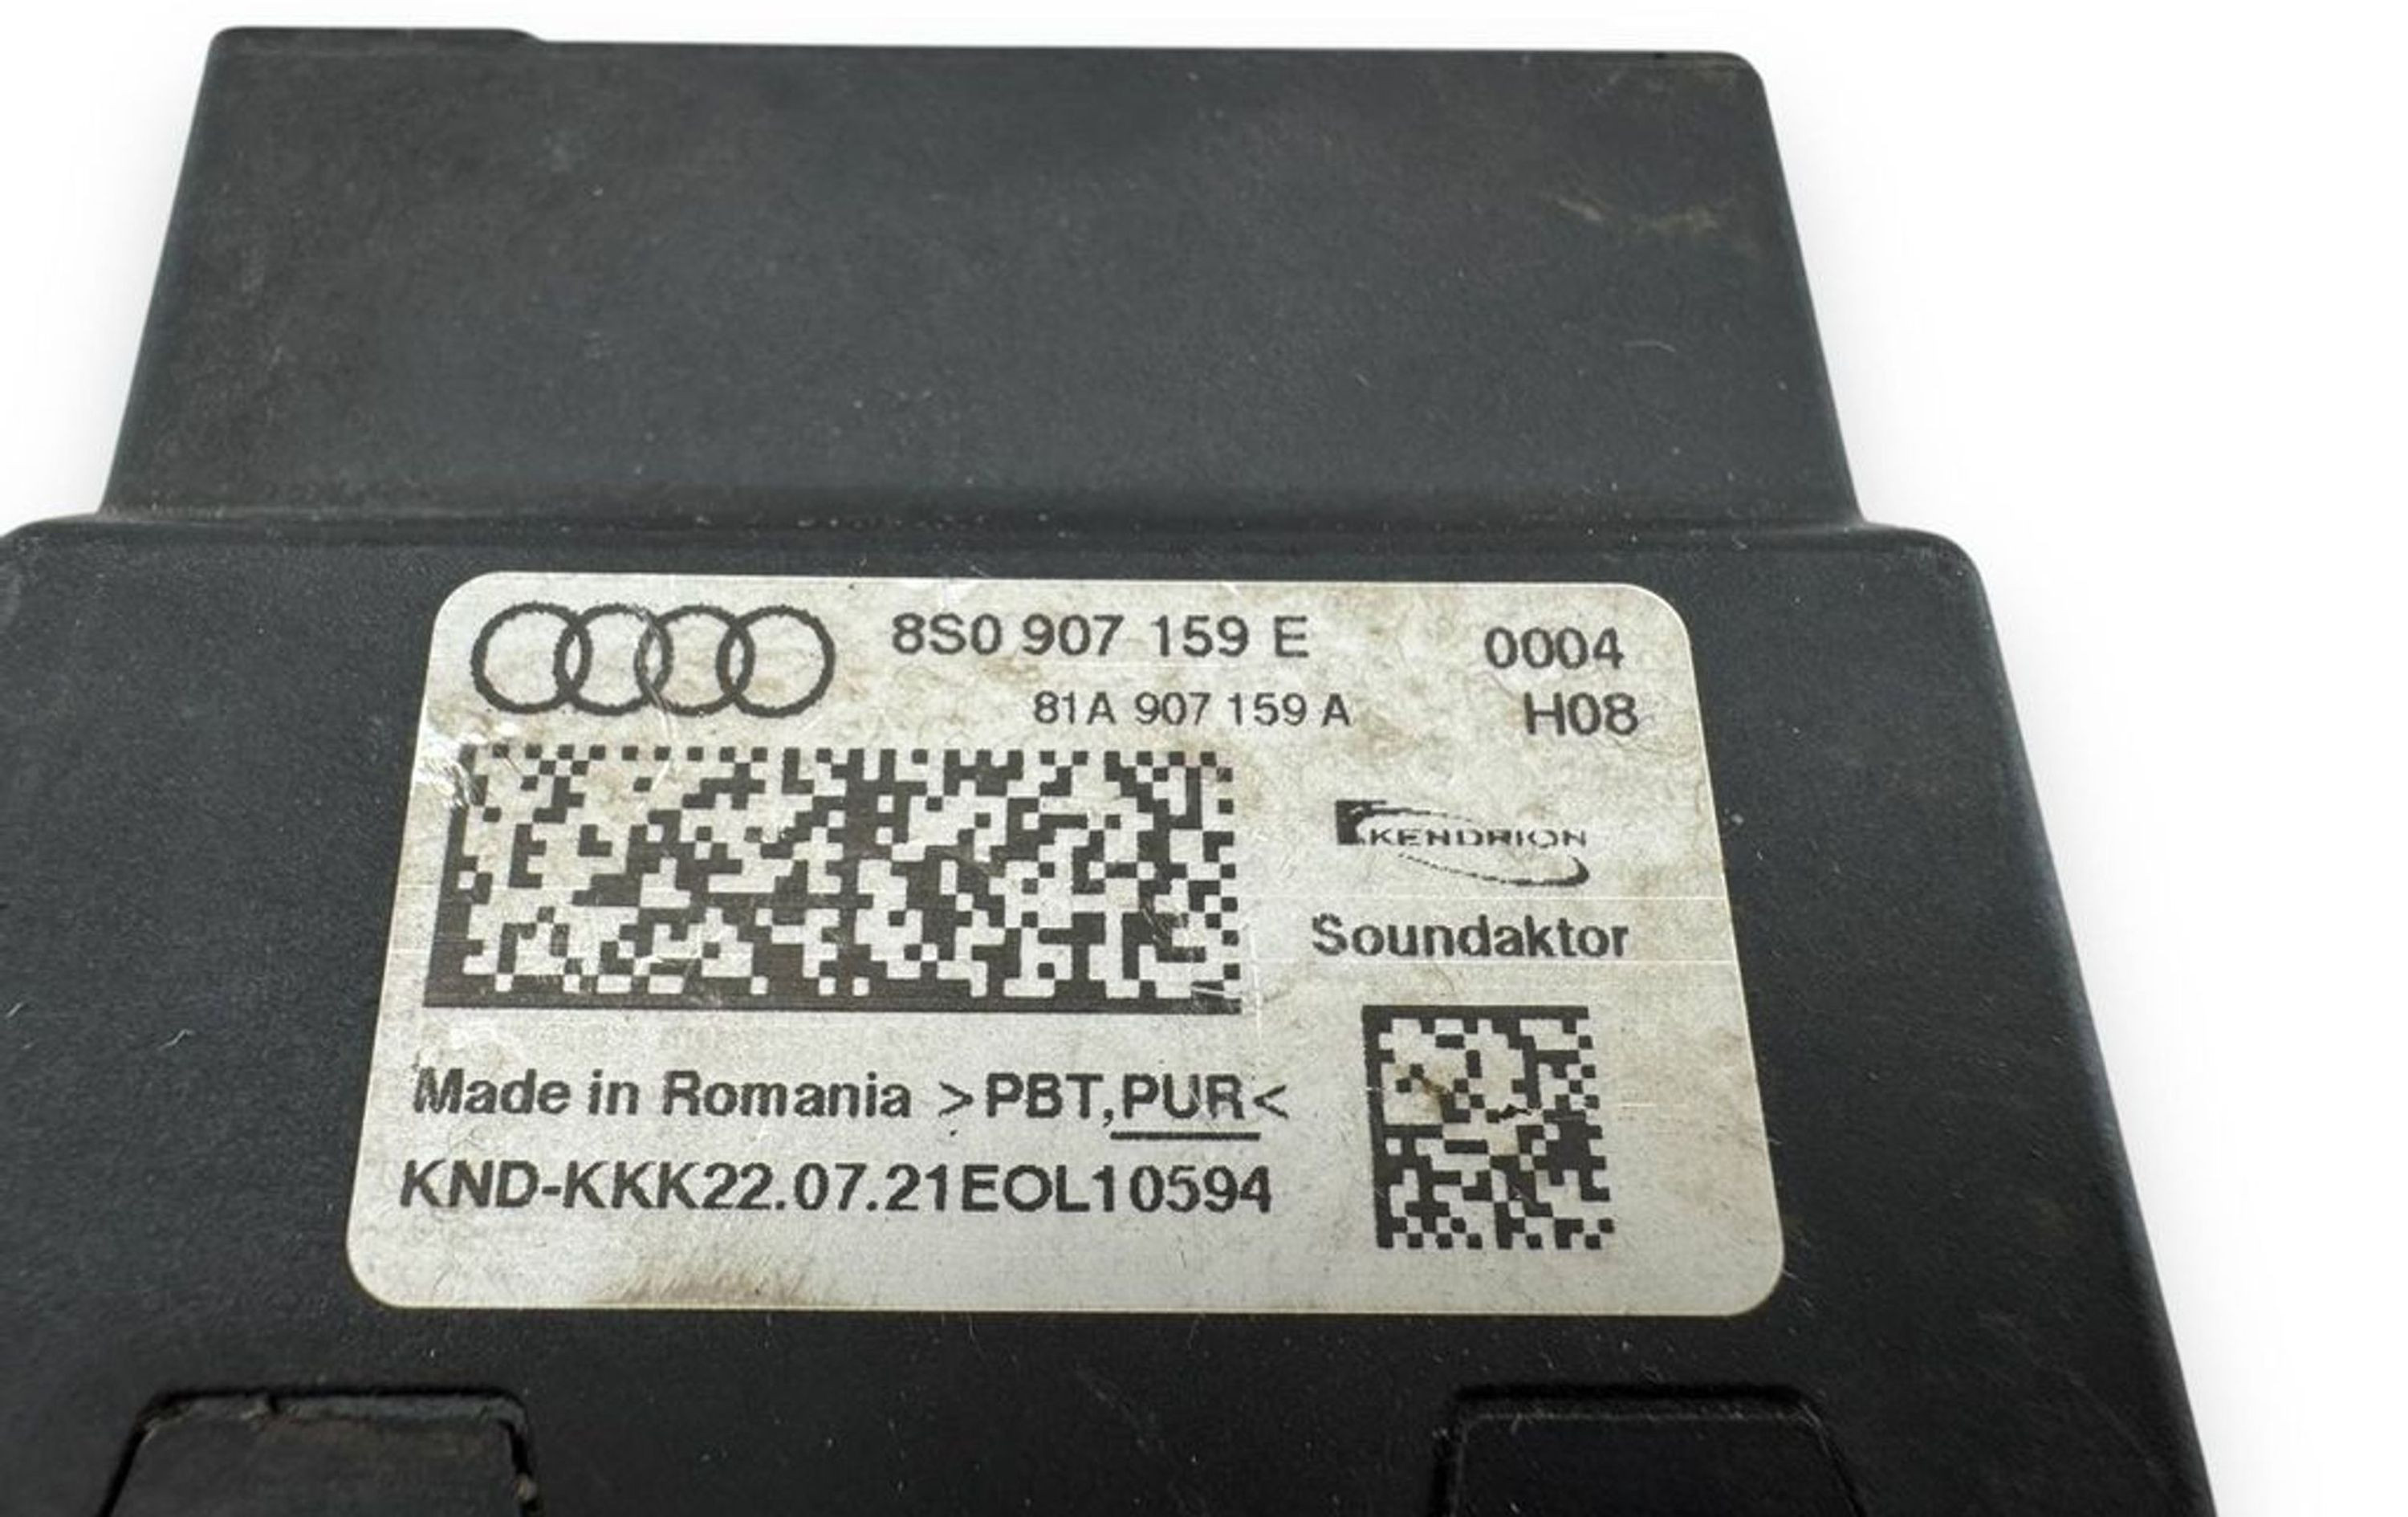 8S0 907 159 E 0004
81A 907 159 A H08
KENDRION
Soundaktor
Made in Romania >PBT,PUR<
KND-KKK22.07.21EOL10594